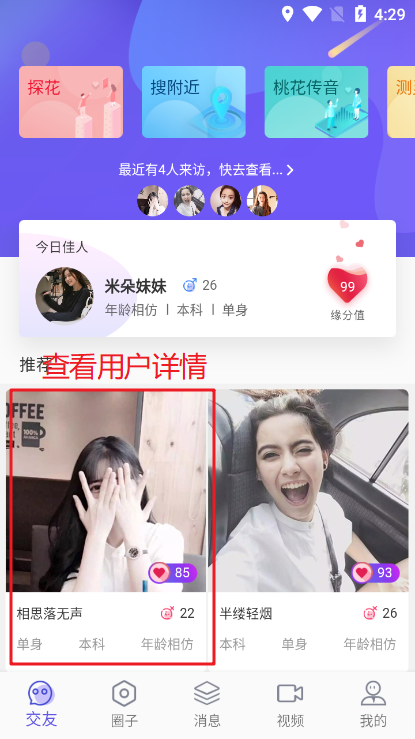 4:29
探花
搜附近
桃花传音
测
最近有4人来访，快去查看...
今日佳人
米朵妹妹 26
99
年龄相仿 | 本科 | 单身
缘分值
推荐
查看用户详情
OFFEE
100%
85
93
相思落无声 22
半缕轻烟 26
单身 本科 年龄相仿
本科 单身 年龄相仿
交友
圈子
消息
视频
我的